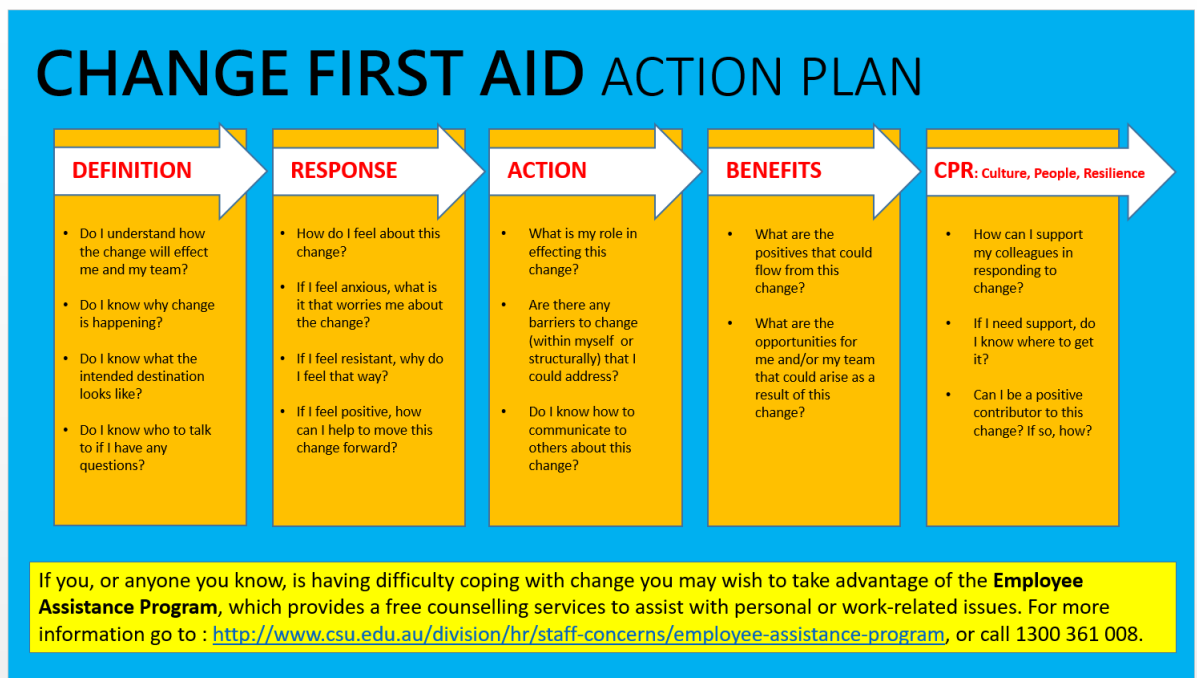 CHANGE FIRST AID ACTION PLAN
DEFINITION
• Do I understand how
the change will effect
me and my team?
• Do I know why change
is happening?
• Do I know what the
intended destination
looks like?
• Do I know who to talk
to if I have any
questions?
RESPONSE
• How do I feel about this
change?
• If I feel anxious, what is
it that worries me about
the change?
• If I feel resistant, why do
I feel that way?
• If I feel positive, how
can I help to move this
change forward?
ACTION
• What is my role in
effecting this
change?
• Are there any
barriers to change
(within myself or
structurally) that I
could address?
• Do I know how to
communicate to
others about this
change?
BENEFITS
• What are the
positives that could
flow from this
change?
• What are the
opportunities for
me and/or my team
that could arise as a
result of this
change?
CPR: Culture, People, Resilience
• How can I support
my colleagues in
responding to
change?
• If I need support, do
I know where to get
it?
• Can I be a positive
contributor to this
change? If so, how?
If you, or anyone you know, is having difficulty coping with change you may wish to take advantage of the Employee
Assistance Program, which provides a free counselling services to assist with personal or work-related issues. For more
information go to : http://www.csu.edu.au/division/hr/staff-concerns/employee-assistance-program, or call 1300 361 008.